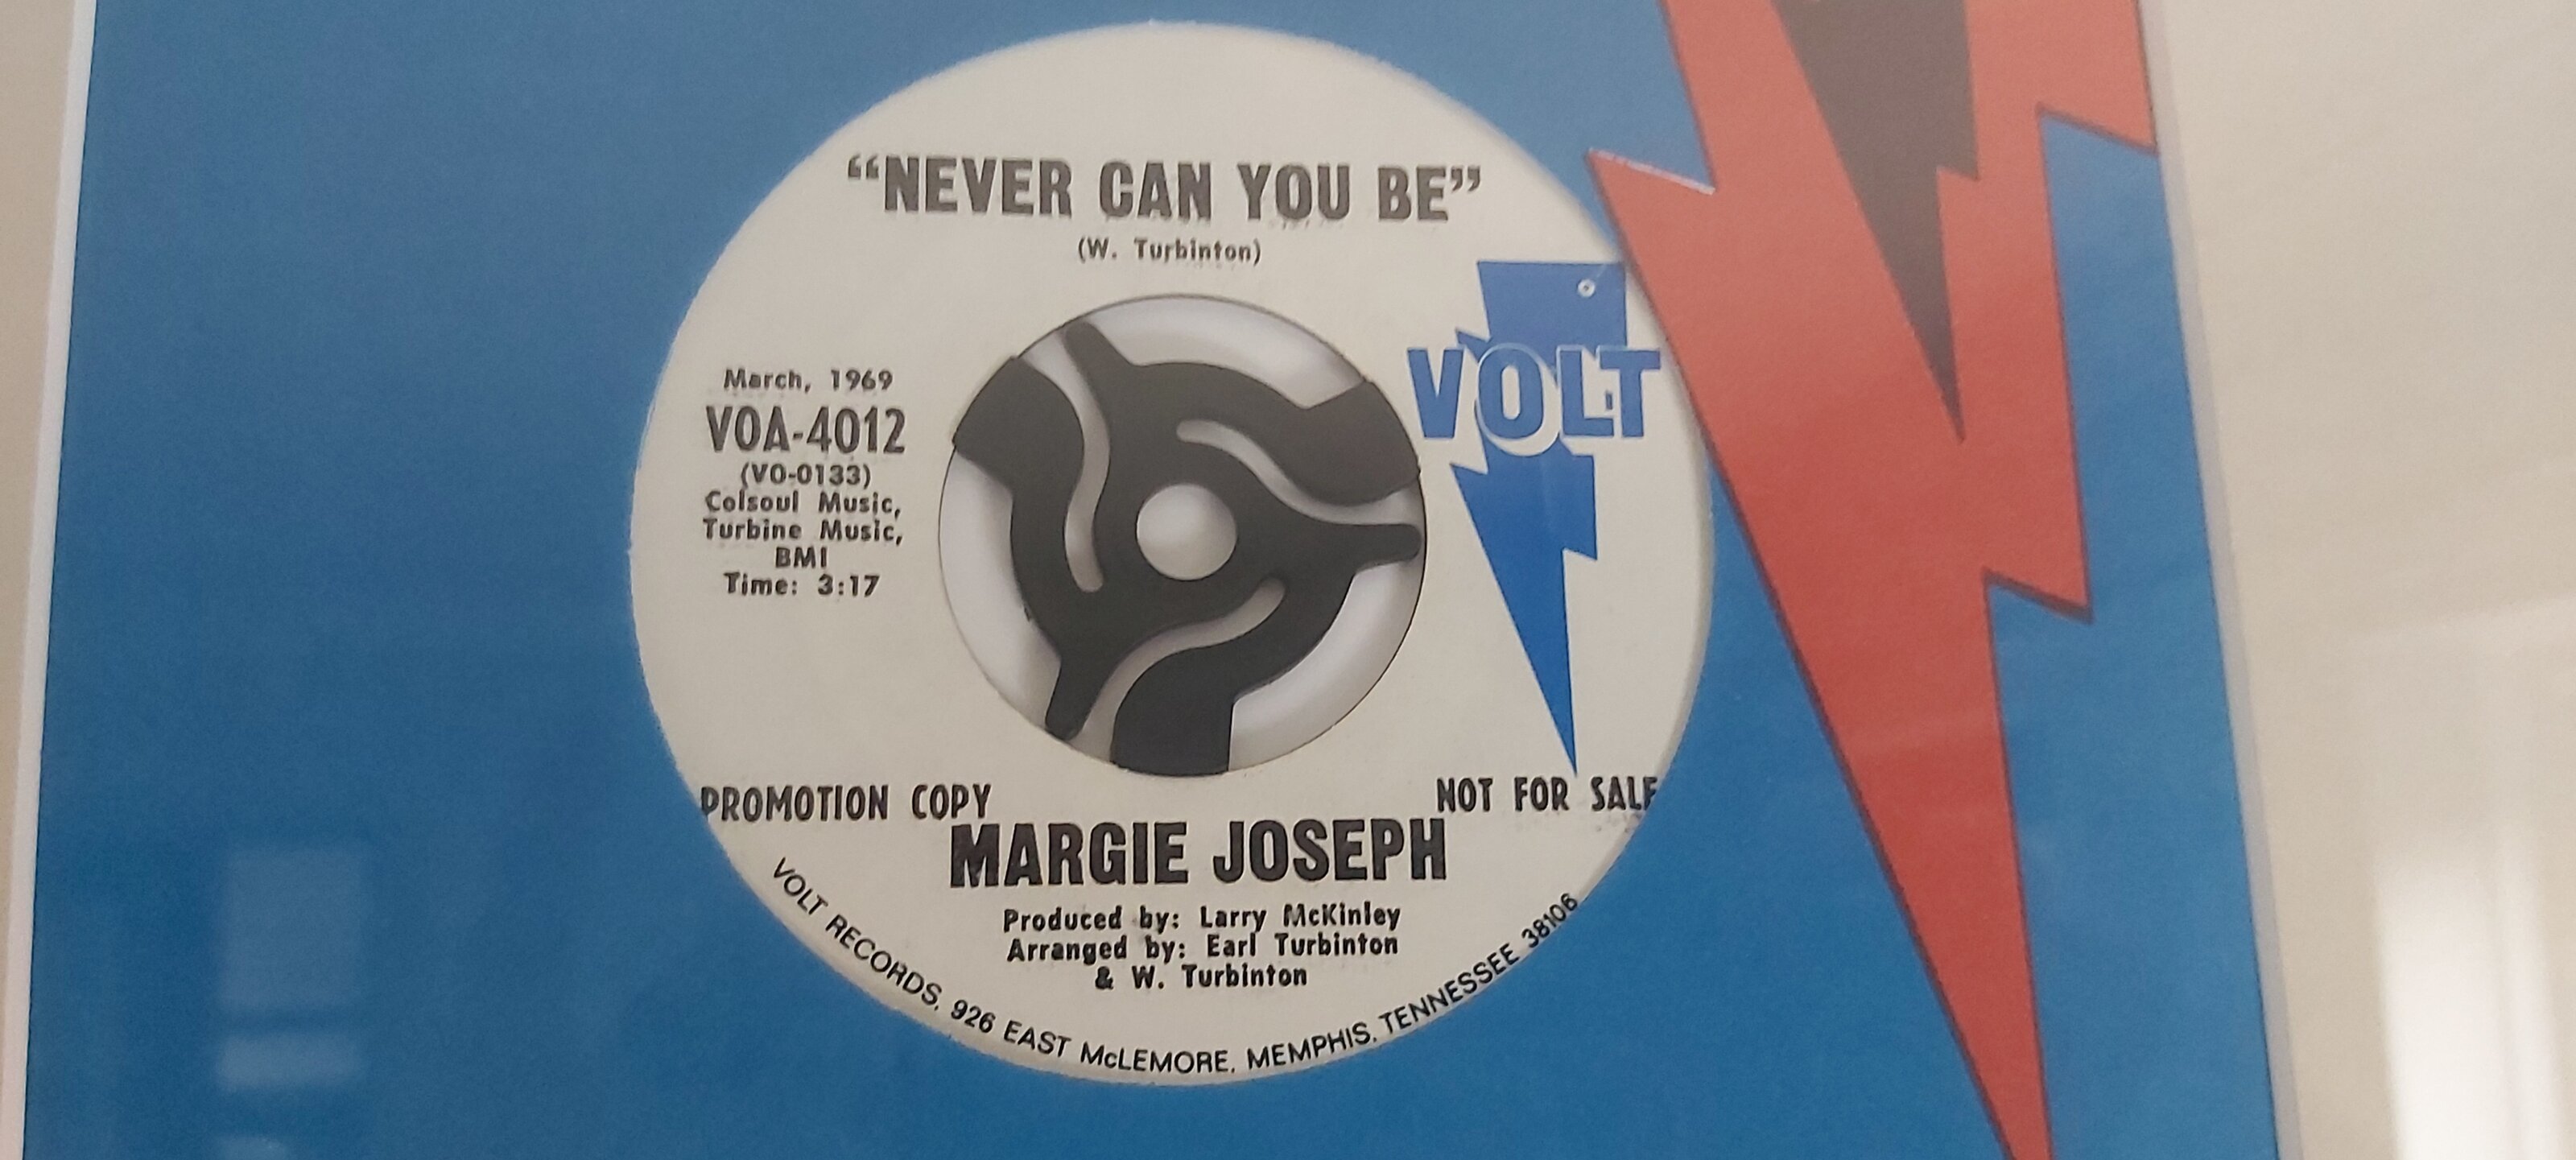 “NEVER CAN YOU BE”
(W. Turbinton)
March, 1969
VOA-4012
(VO-0133)
Colsoul Music,
Turbine Music,
BMI
Time: 3:17
VOLT
PROMOTION COPY
NOT FOR SALE
MARGIE JOSEPH
Produced by: Larry McKinley
Arranged by: Earl Turbinton
& W. Turbinton
VOLT RECORDS, 926 EAST McLEMORE, MEMPHIS, TENNESSEE 38106